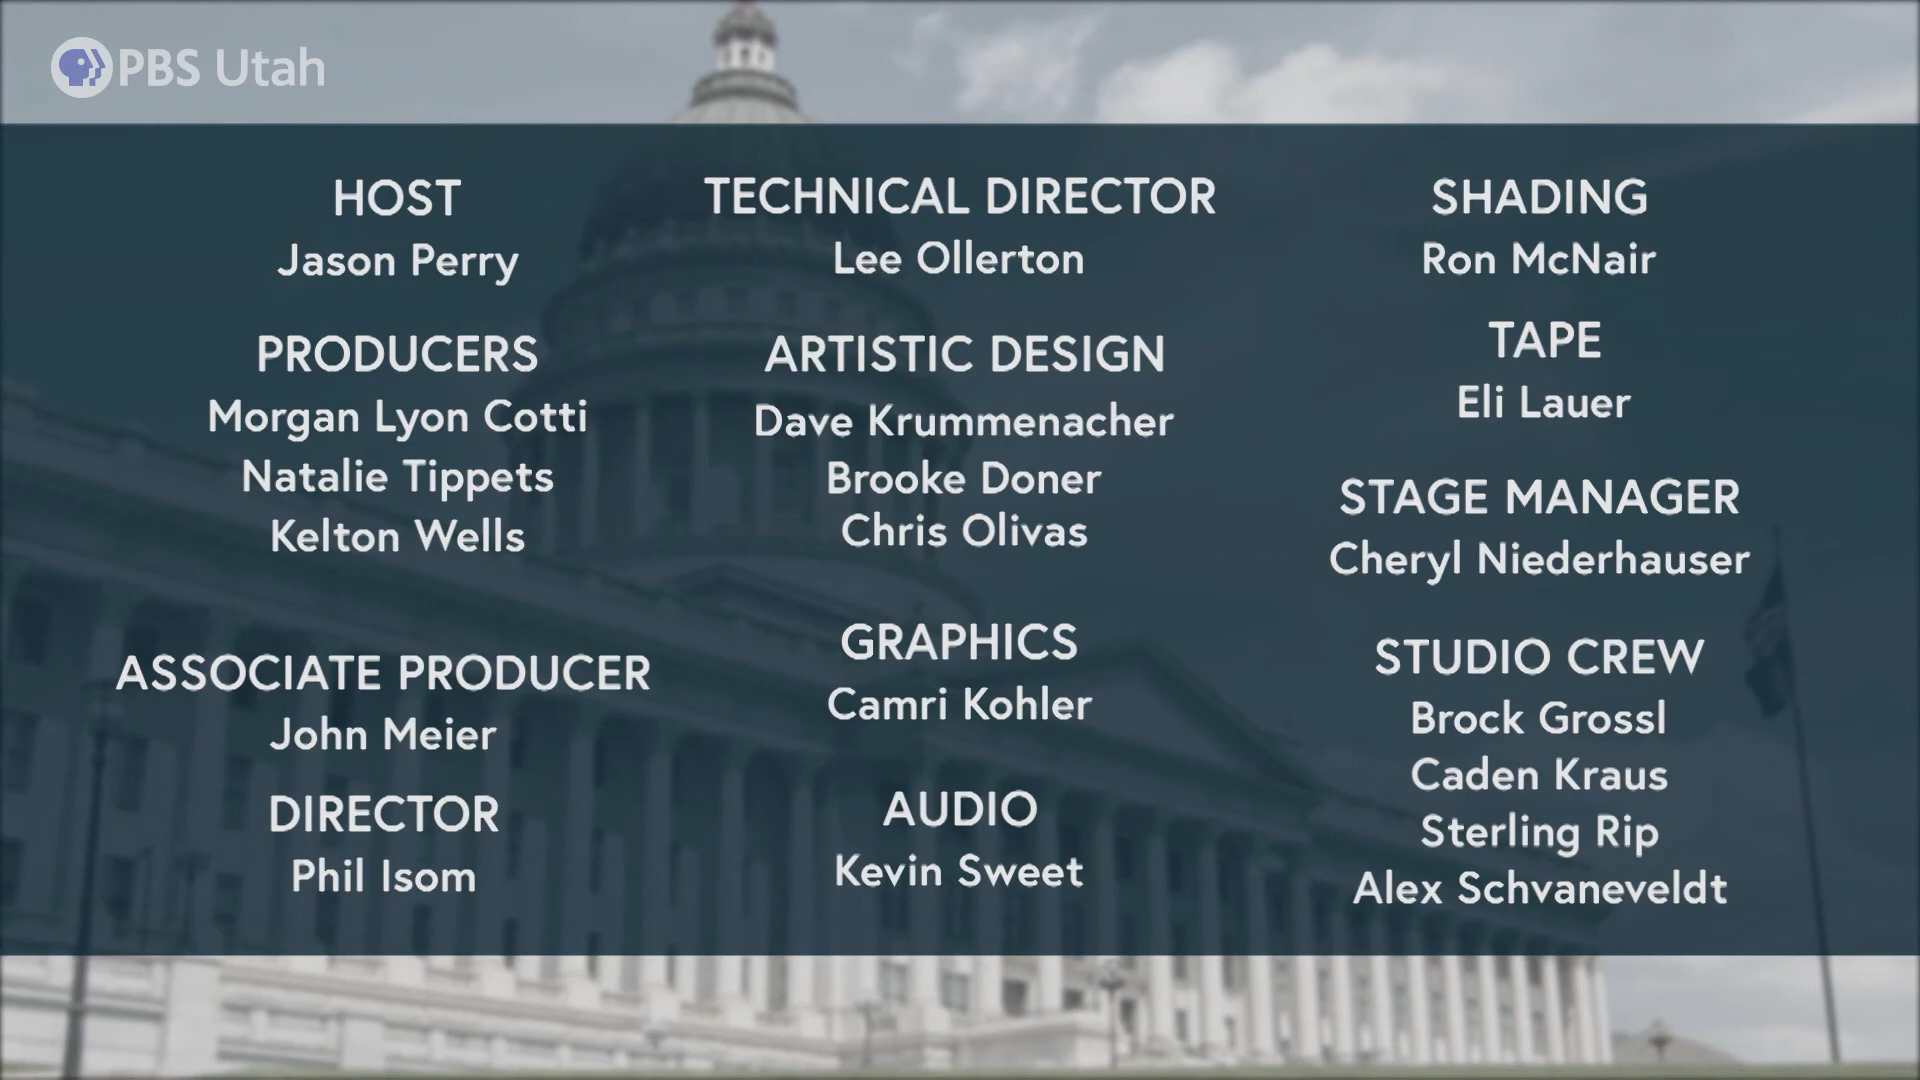 PBS Utah
HOST
Jason Perry
PRODUCERS
Morgan Lyon Cotti
Natalie Tippets
Kelton Wells
ASSOCIATE PRODUCER
John Meier
DIRECTOR
Phil Isom
TECHNICAL DIRECTOR
Lee Ollerton
ARTISTIC DESIGN
Dave Krummenacher
Brooke Doner
Chris Olivas
GRAPHICS
Camri Kohler
AUDIO
Kevin Sweet
SHADING
Ron McNair
TAPE
Eli Lauer
STAGE MANAGER
Cheryl Niederhauser
STUDIO CREW
Brock Grossl
Caden Kraus
Sterling Rip
Alex Schvaneveldt